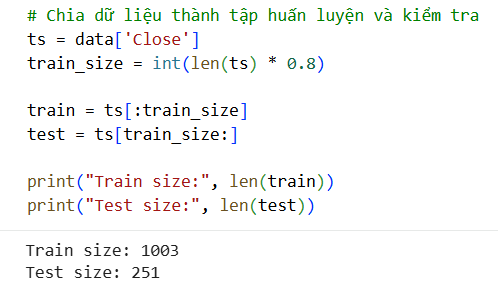 # Chia dữ liệu thành tập huấn luyện và kiểm tra
ts = data['Close']
train_size = int(len(ts) * 0.8)
train = ts[:train_size]
test = ts[train_size:]
print("Train size:", len(train))
print("Test size:", len(test))
Train size: 1003
Test size: 251